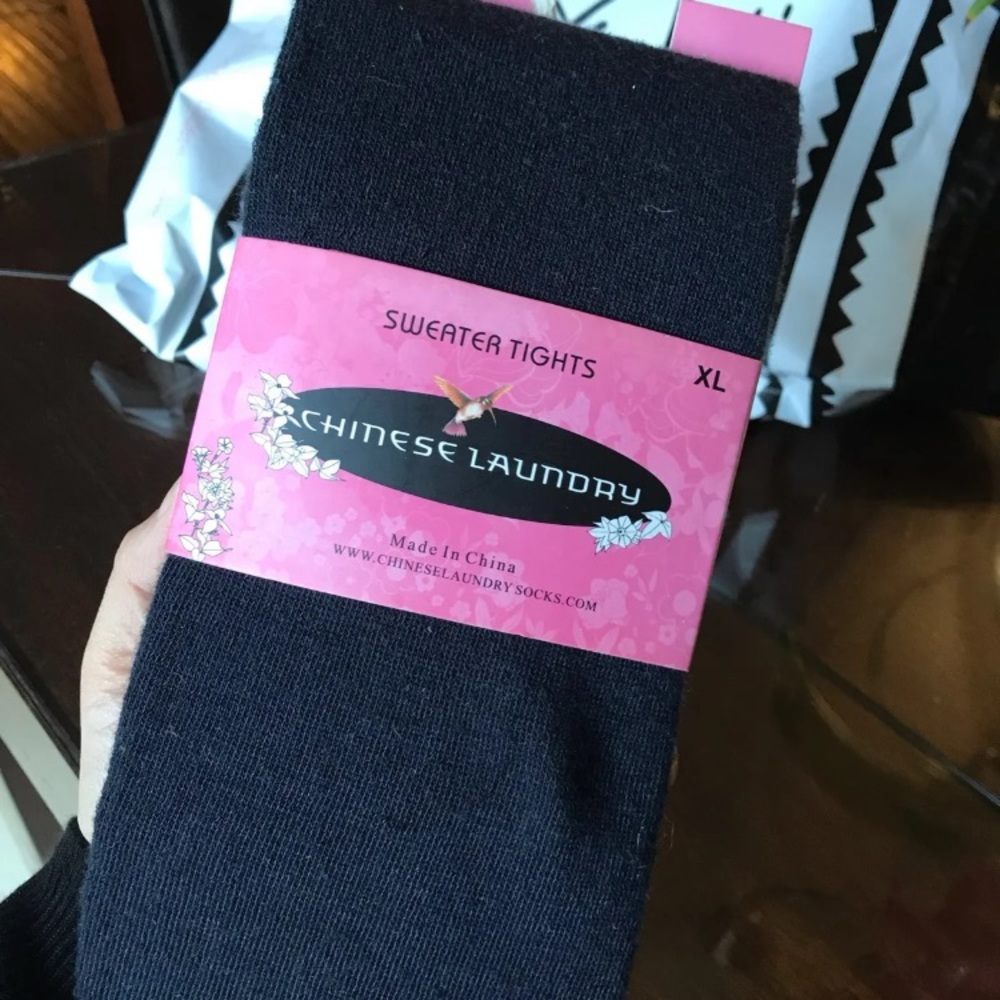 SWEATER TIGHTS
XL
CHINESE LAUNDRY
Made In China
WWW.CHINESELAUNDRYSOCKS.COM